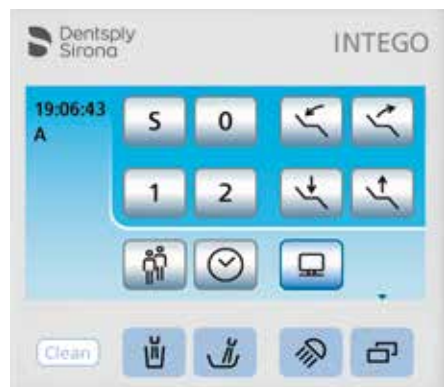 Dentsply
Sirona
INTEGO
19:06:43
A
S
0
1
2
Clean